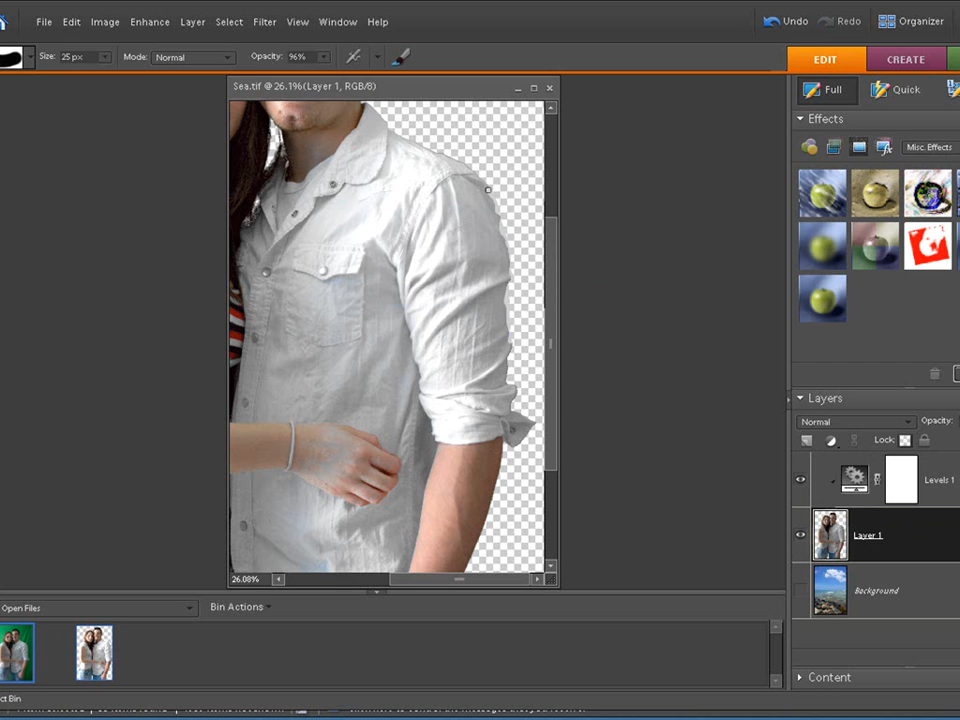 File Edit Image Enhance Layer Select Filter View Window Help Undo Redo Organizer
Size: 25 px Mode: Normal Opacity: 96% EDIT CREATE
Sea.tif @ 26.1%(Layer 1, RGB/8) Full Quick
Effects
Misc. Effects
Layers
Normal Opacity:
Lock:
Levels 1
Layer 1
26.08% Background
Open Files Bin Actions
Content
ct Bin